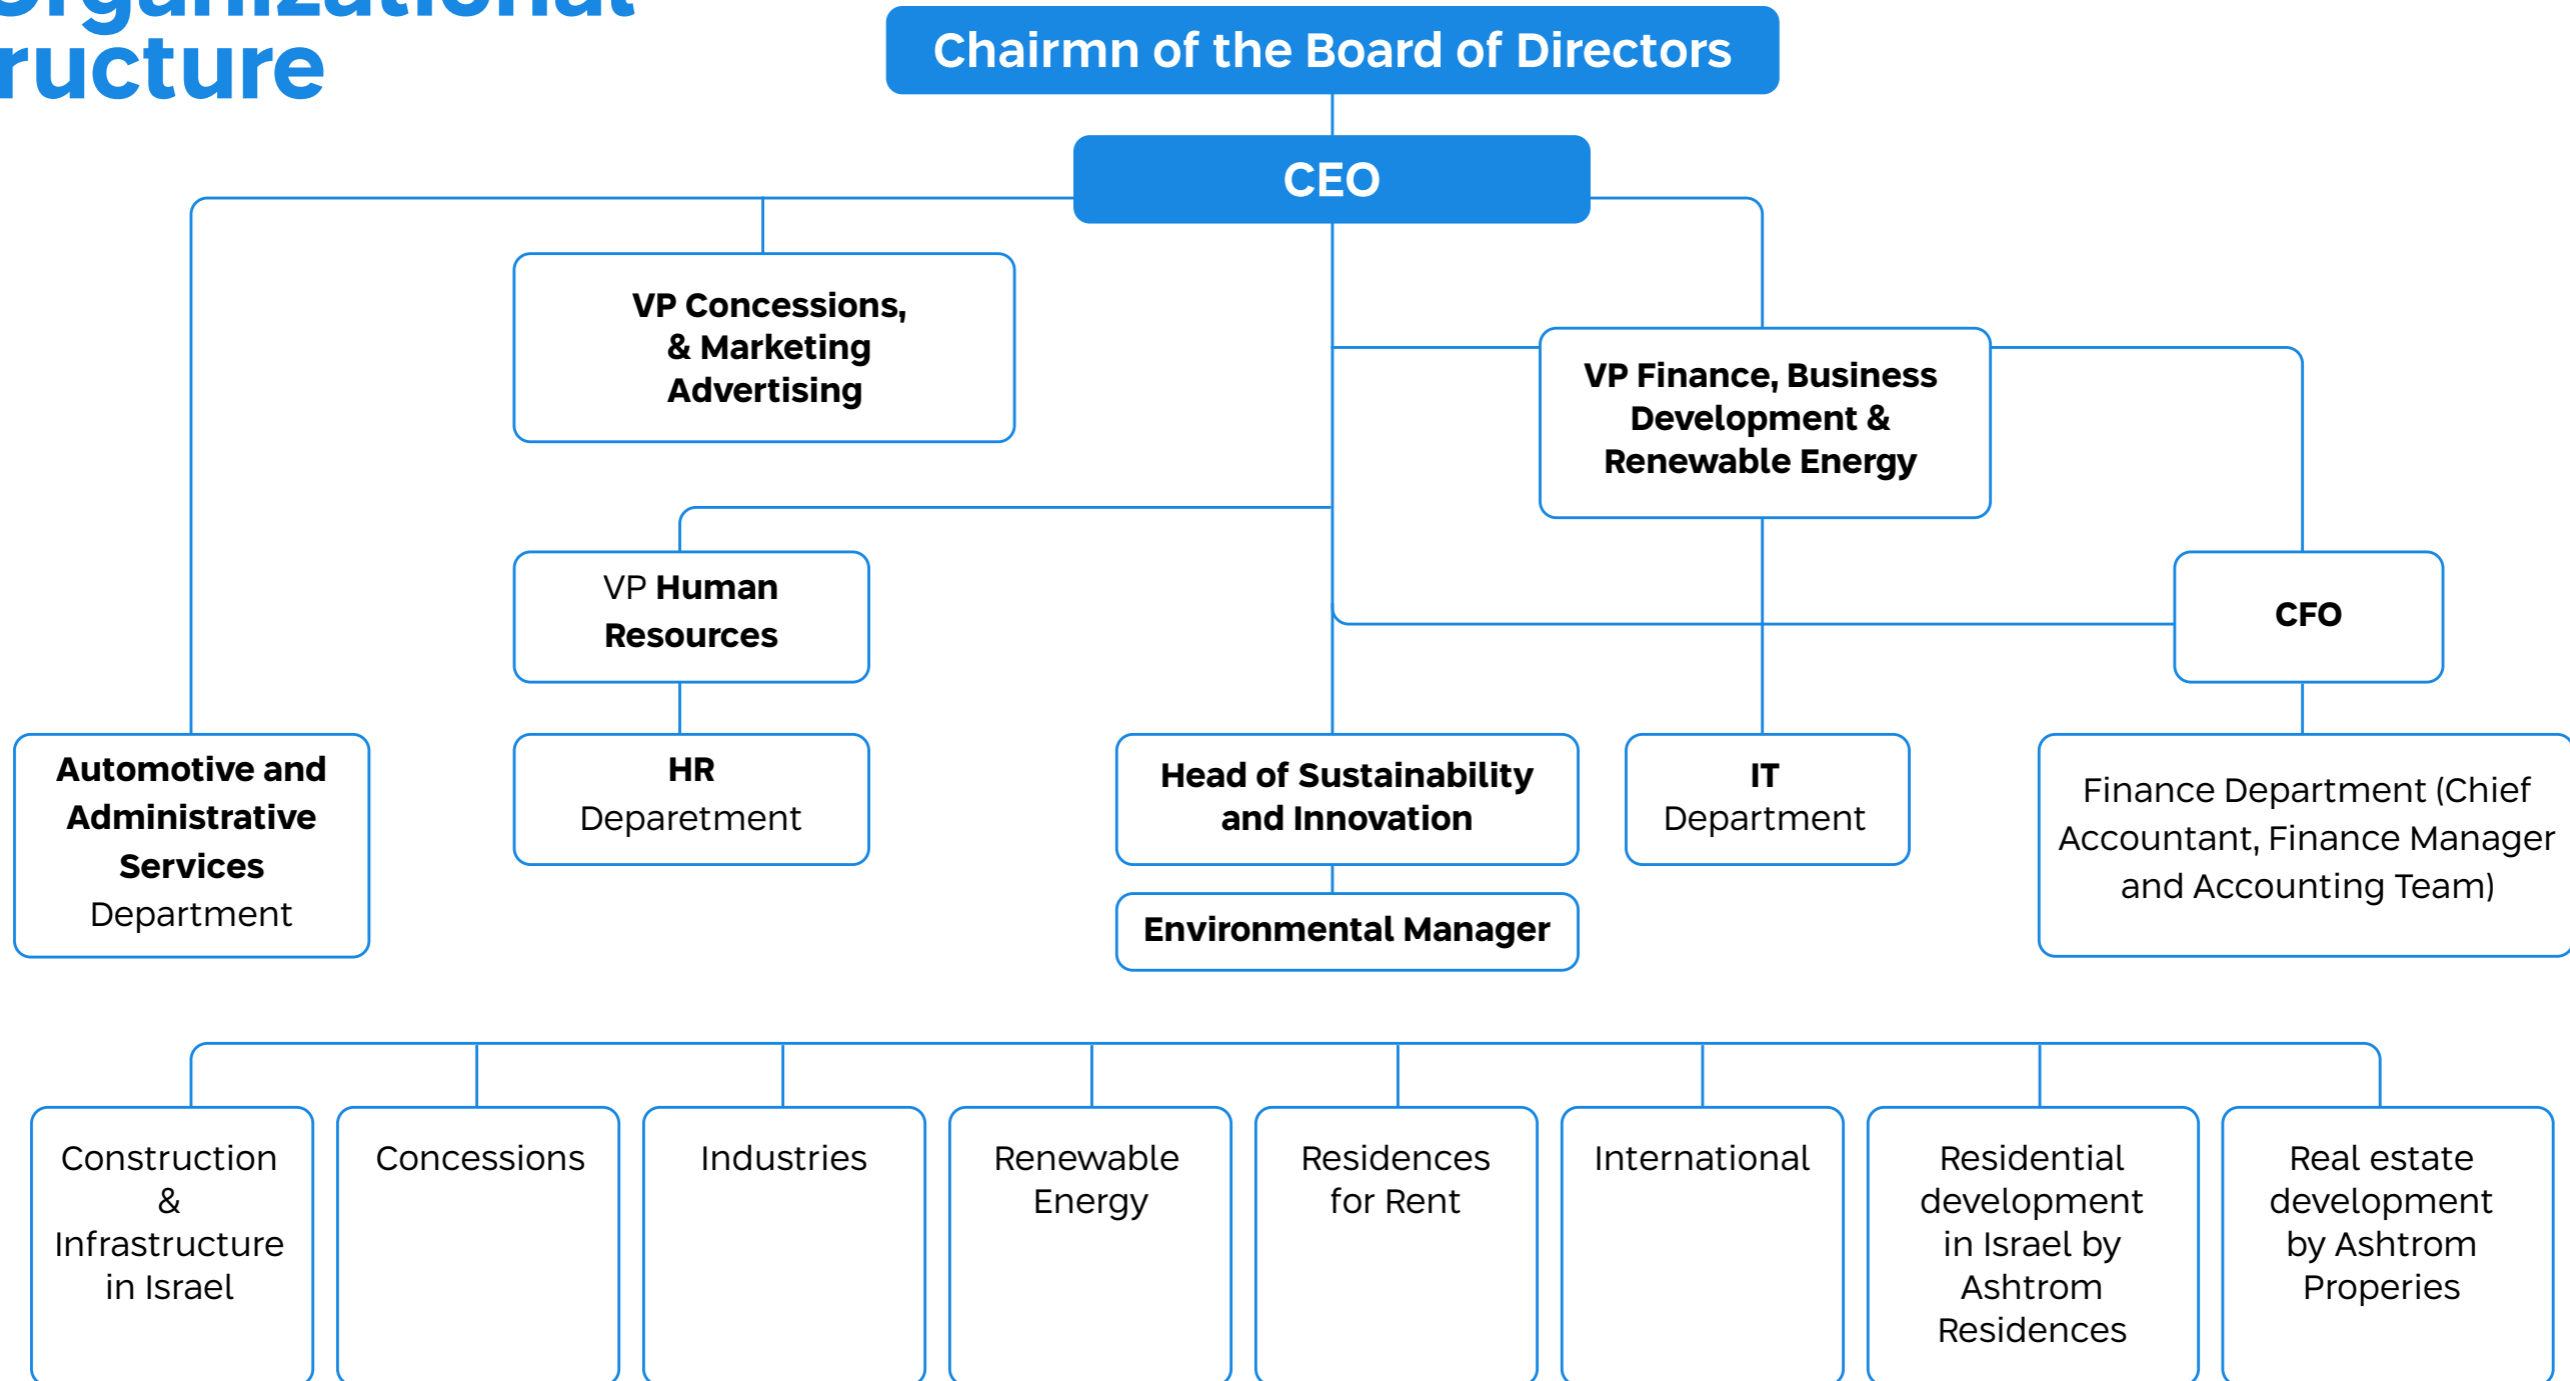 Organizational
ructure
Chairmn of the Board of Directors
CEO
VP Concessions,
& Marketing
Advertising
VP Finance, Business
Development &
Renewable Energy
VP Human
Resources
CFO
Automotive and
Administrative
Services
Department
HR
Deparetment
Head of Sustainability
and Innovation
IT
Department
Finance Department (Chief
Accountant, Finance Manager
and Accounting Team)
Environmental Manager
Construction
&
Infrastructure
in Israel
Concessions
Industries
Renewable
Energy
Residences
for Rent
International
Residential
development
in Israel by
Ashtrom
Residences
Real estate
development
by Ashtrom
Properies